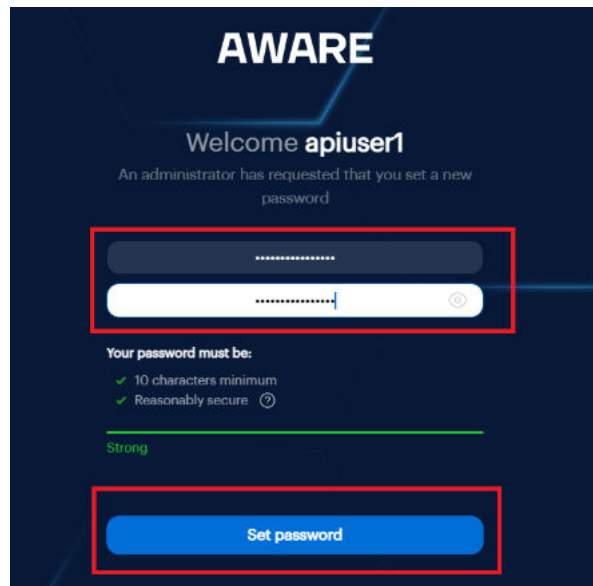 AWARE
Welcome apiuser1
An administrator has requested that you set a new
password
••••••••••••••••
••••••••••••••••
Your password must be:
✓ 10 characters minimum
✓ Reasonably secure ?
Strong
Set password